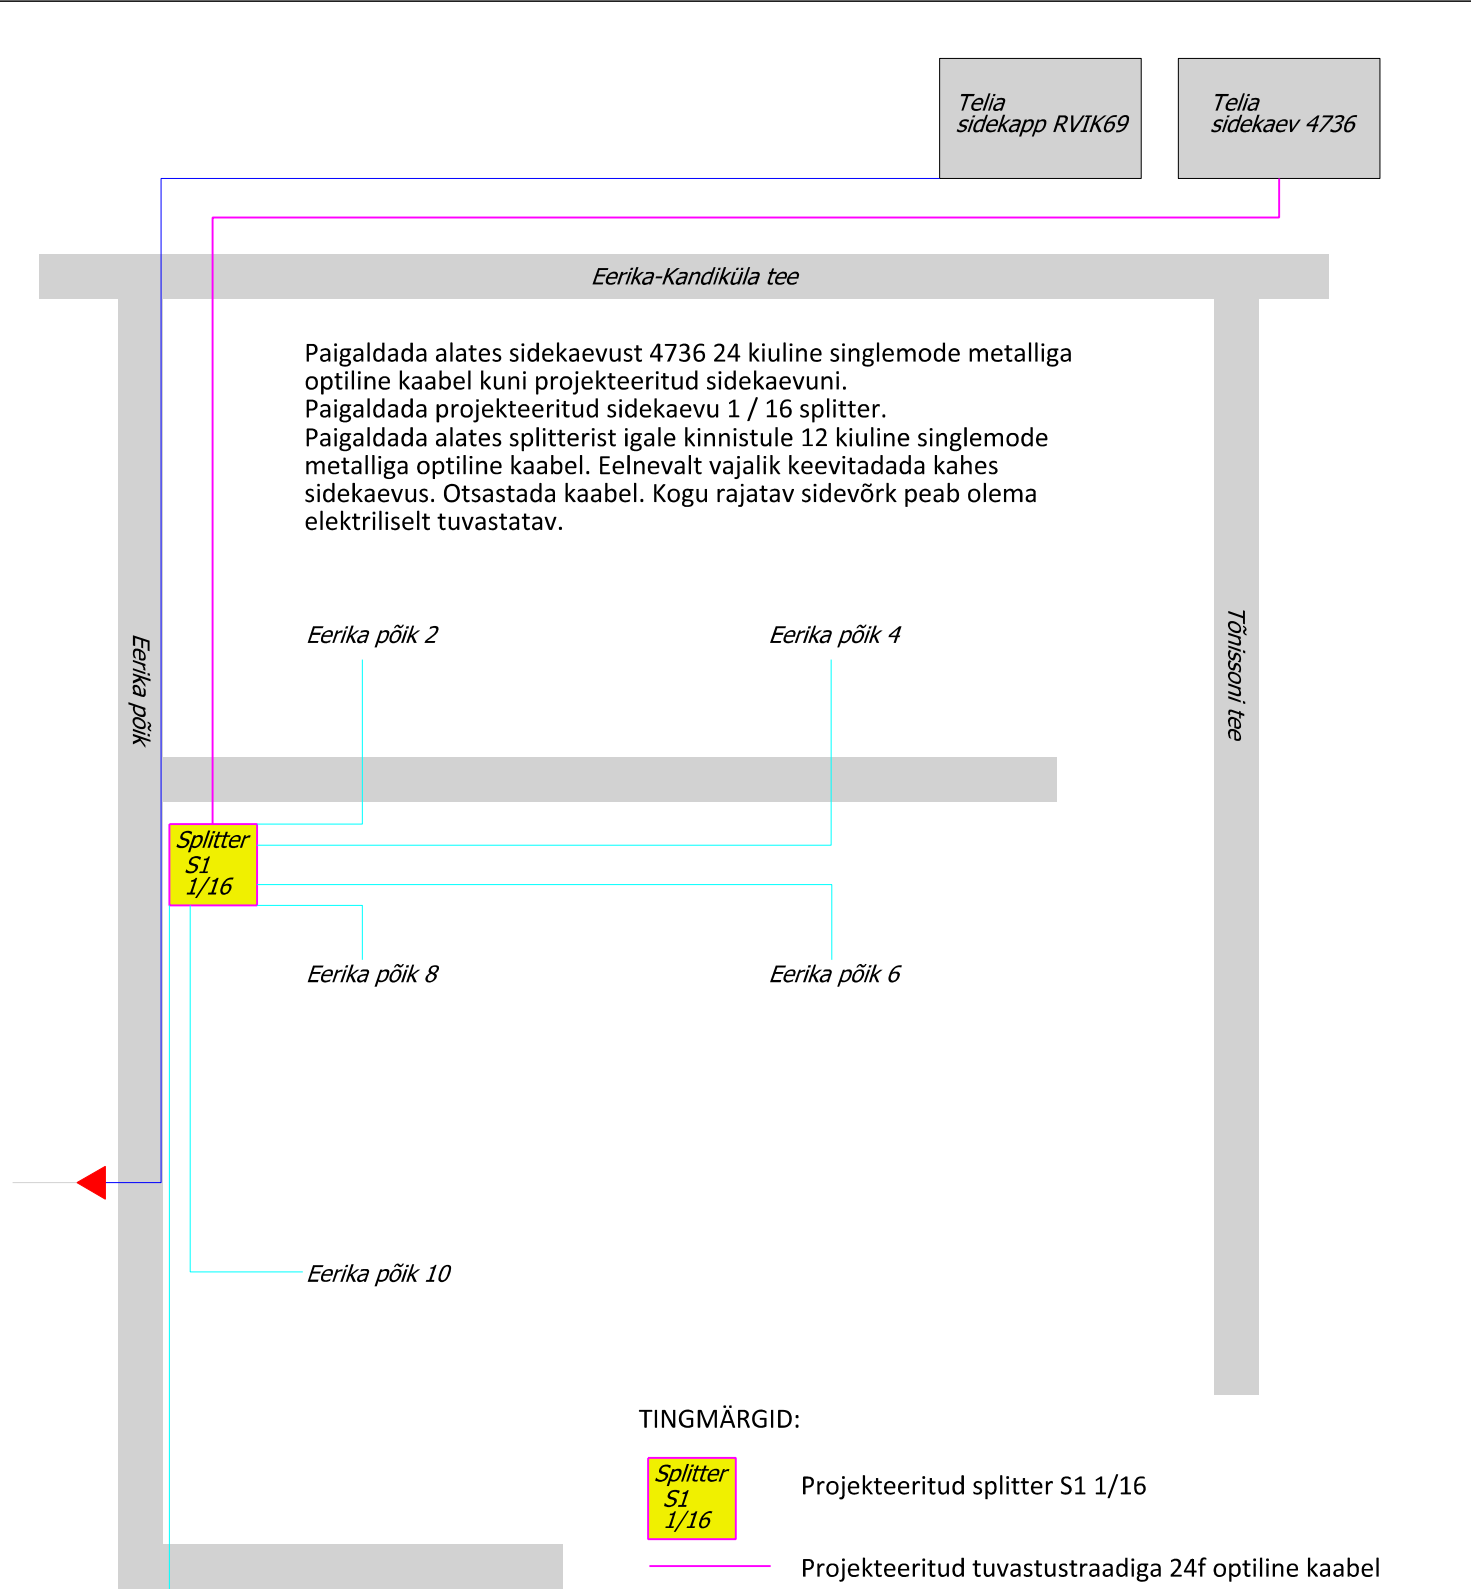 Telia
sidekapp RVIK69
Telia
sidekaev 4736
Eerika-Kandiküla tee
Paigaldada alates sidekaevust 4736 24 kiuline singlemode metalliga
optiline kaabel kuni projekteeritud sidekaevuni.
Paigaldada projekteeritud sidekaevu 1 / 16 splitter.
Paigaldada alates splitterist igale kinnistule 12 kiuline singlemode
metalliga optiline kaabel. Eelnevalt vajalik keevitadada kahes
sidekaevus. Otsastada kaabel. Kogu rajatav sidevõrk peab olema
elektriliselt tuvastatav.
Eerika põik
Eerika põik 2
Eerika põik 4
Tõnissoni tee
Splitter
S1
1/16
Eerika põik 8
Eerika põik 6
Eerika põik 10
TINGMÄRGID:
Splitter
S1
1/16
Projekteeritud splitter S1 1/16
Projekteeritud tuvastustraadiga 24f optiline kaabel